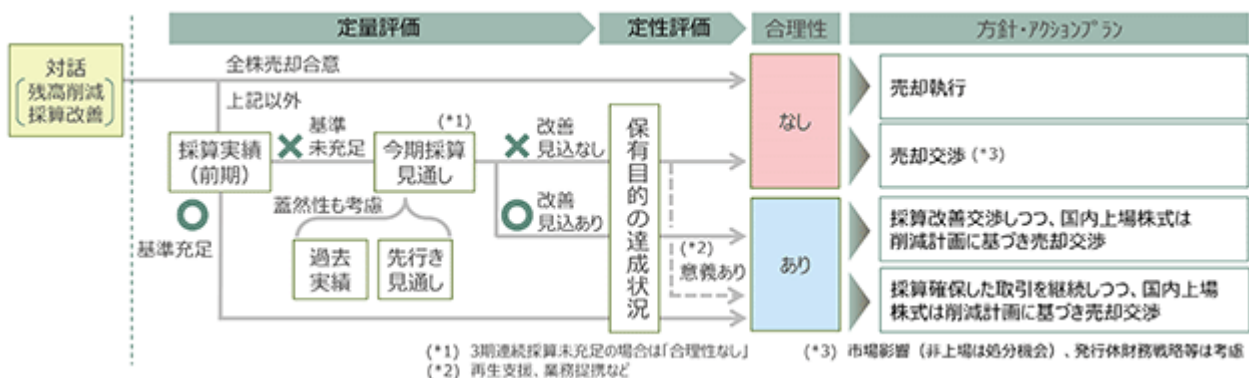 定量評価
定性評価
合理性
方針・アクションプラン
対話
残高削減
採算改善
全株売却合意
上記以外
採算実績
(前期)
基準
未充足
(*1)
今期採算
見通し
改善
見込なし
改善
見込あり
基準充足
蓋然性も考慮
過去
実績
先行き
見通し
保有目的の達成状況
(*2)
意義あり
なし
あり
売却執行
売却交渉 (*3)
採算改善交渉しつつ、国内上場株式は
削減計画に基づき売却交渉
採算確保した取引を継続しつつ、国内上場
株式は削減計画に基づき売却交渉
(*1) 3期連続採算未充足の場合は「合理性なし」
(*2) 再生支援、業務提携など
(*3) 市場影響（非上場は処分機会）、発行体財務戦略等は考慮